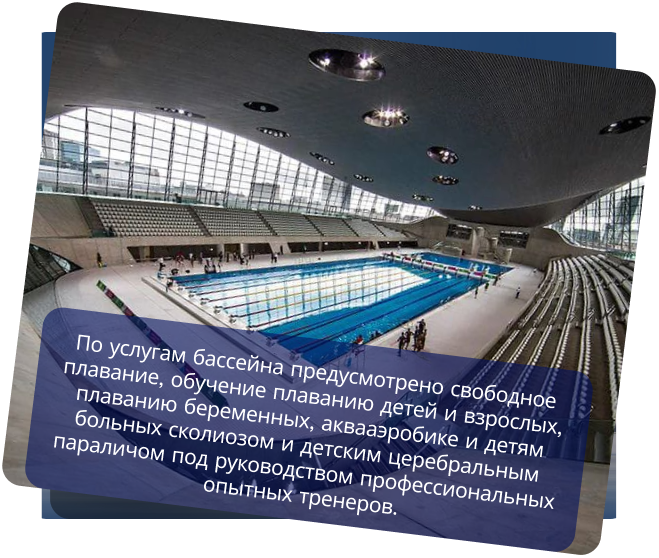 По услугам бассейна предусмотрено свободное
плавание, обучение плаванию детей и взрослых,
плаванию беременных, аквааэробике и детям
больных сколиозом и детским церебральным
параличом под руководством профессиональных
опытных тренеров.